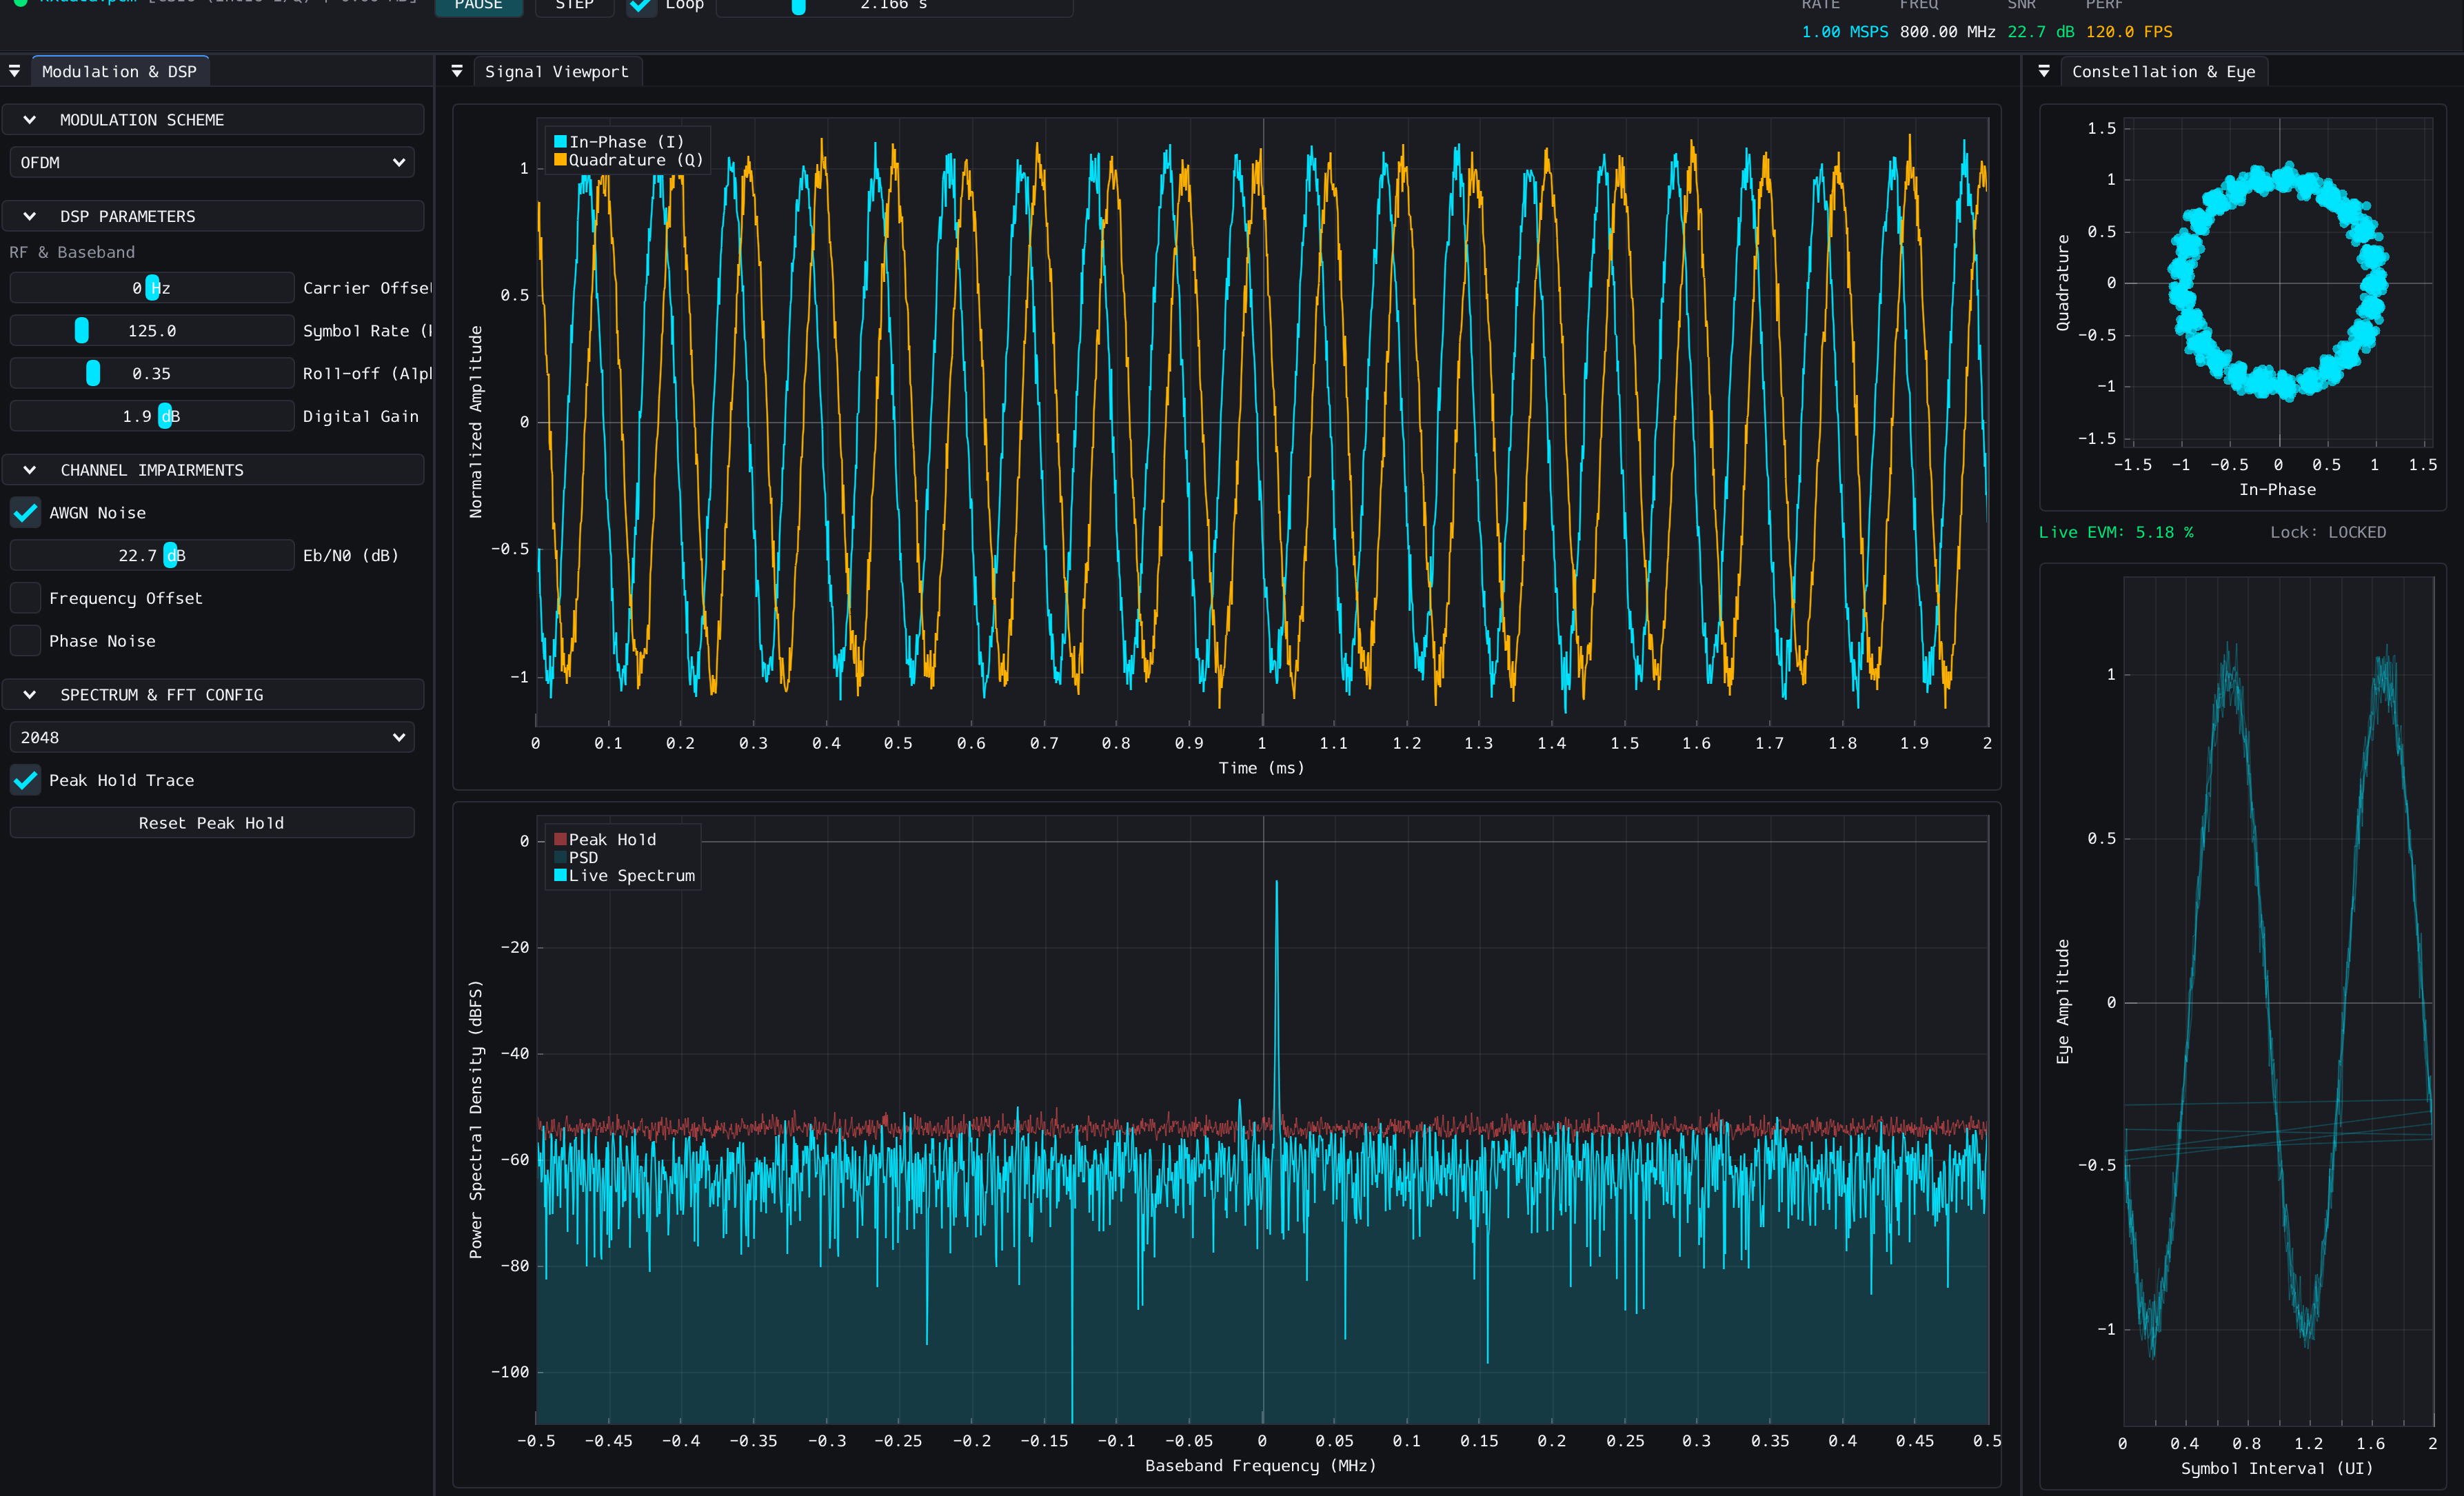 PAUSE
STEP
Loop
2.166 s
RATE FREQ SNR PERF
1.00 MSPS 800.00 MHz 22.7 dB 120.0 FPS
Modulation & DSP
MODULATION SCHEME
OFDM
DSP PARAMETERS
RF & Baseband
0 Hz Carrier Offset
125.0 Symbol Rate (
0.35 Roll-off (Alp
1.9 dB Digital Gain
CHANNEL IMPAIRMENTS
AWGN Noise
22.7 dB Eb/N0 (dB)
Frequency Offset
Phase Noise
SPECTRUM & FFT CONFIG
2048
Peak Hold Trace
Reset Peak Hold
Signal Viewport
In-Phase (I)
Quadrature (Q)
Normalized Amplitude
1
0.5
0
-0.5
-1
0 0.1 0.2 0.3 0.4 0.5 0.6 0.7 0.8 0.9 1 1.1 1.2 1.3 1.4 1.5 1.6 1.7 1.8 1.9 2
Time (ms)
Peak Hold
PSD
Live Spectrum
Power Spectral Density (dBFS)
0
-20
-40
-60
-80
-100
-0.5 -0.45 -0.4 -0.35 -0.3 -0.25 -0.2 -0.15 -0.1 -0.05 0 0.05 0.1 0.15 0.2 0.25 0.3 0.35 0.4 0.45 0.5
Baseband Frequency (MHz)
Constellation & Eye
Quadrature
1.5
1
0.5
0
-0.5
-1
-1.5
-1.5 -1 -0.5 0 0.5 1 1.5
In-Phase
Live EVM: 5.18 % Lock: LOCKED
Eye Amplitude
1
0.5
0
-0.5
-1
0 0.4 0.8 1.2 1.6 2
Symbol Interval (UI)